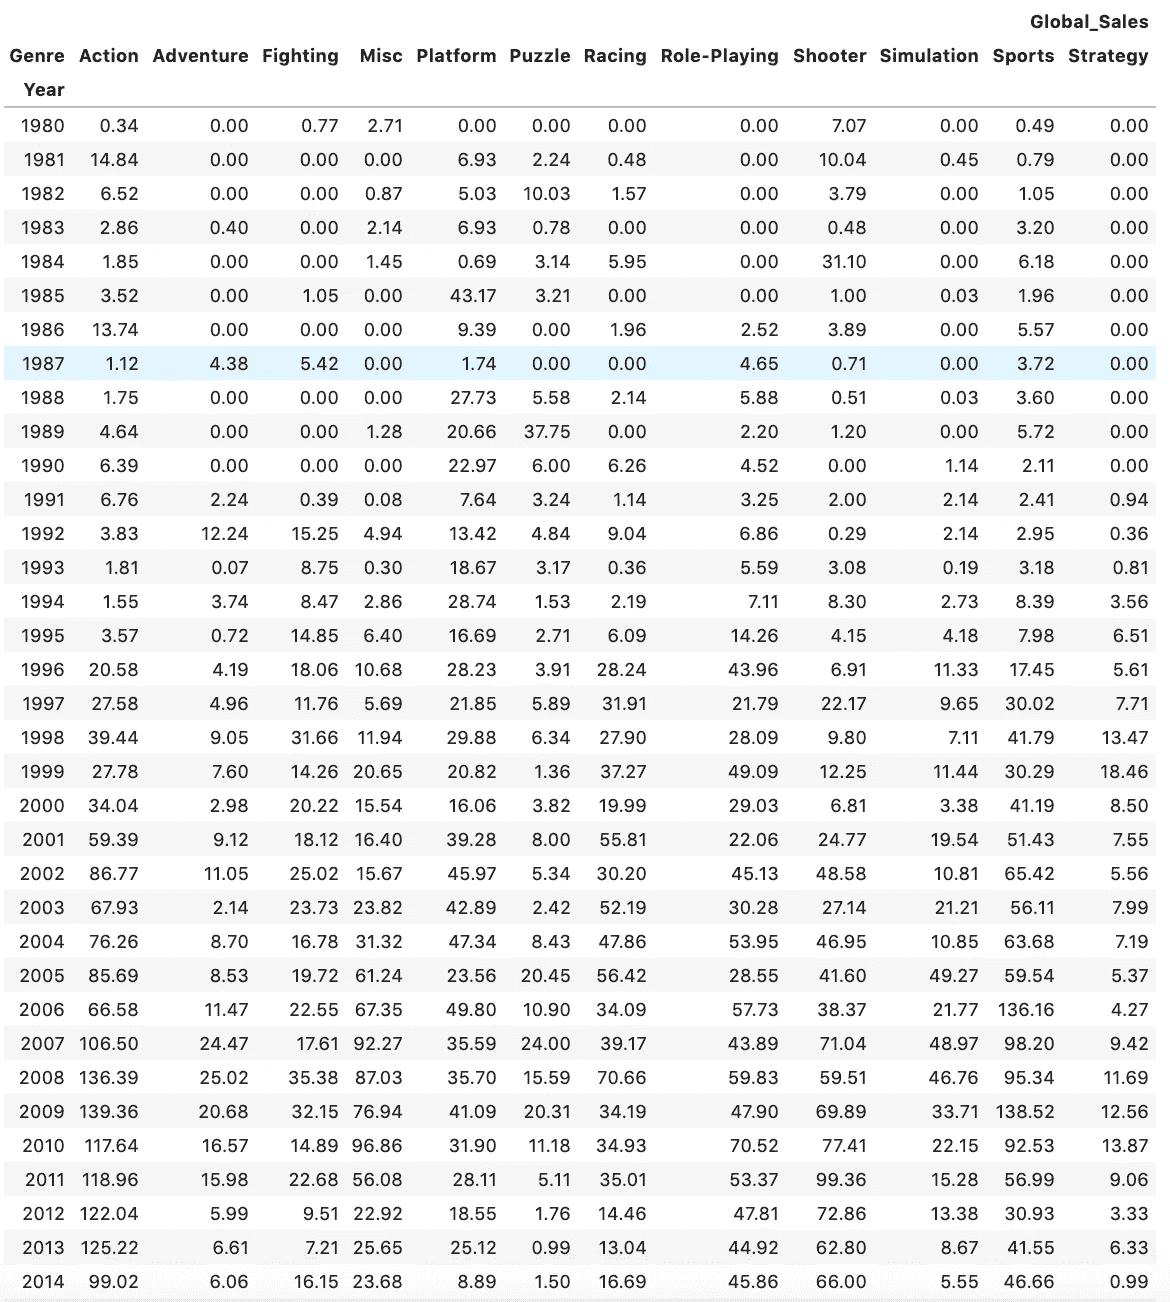 Global_Sales
Genre Action Adventure Fighting Misc Platform Puzzle Racing Role-Playing Shooter Simulation Sports Strategy
Year
1980 0.34 0.00 0.77 2.71 0.00 0.00 0.00 0.00 7.07 0.00 0.49 0.00
1981 14.84 0.00 0.00 0.00 6.93 2.24 0.48 0.00 10.04 0.45 0.79 0.00
1982 6.52 0.00 0.00 0.87 5.03 10.03 1.57 0.00 3.79 0.00 1.05 0.00
1983 2.86 0.40 0.00 2.14 6.93 0.78 0.00 0.00 0.48 0.00 3.20 0.00
1984 1.85 0.00 0.00 1.45 0.69 3.14 5.95 0.00 31.10 0.00 6.18 0.00
1985 3.52 0.00 1.05 0.00 43.17 3.21 0.00 0.00 1.00 0.03 1.96 0.00
1986 13.74 0.00 0.00 0.00 9.39 0.00 1.96 2.52 3.89 0.00 5.57 0.00
1987 1.12 4.38 5.42 0.00 1.74 0.00 0.00 4.65 0.71 0.00 3.72 0.00
1988 1.75 0.00 0.00 0.00 27.73 5.58 2.14 5.88 0.51 0.03 3.60 0.00
1989 4.64 0.00 0.00 1.28 20.66 37.75 0.00 2.20 1.20 0.00 5.72 0.00
1990 6.39 0.00 0.00 0.00 22.97 6.00 6.26 4.52 0.00 1.14 2.11 0.00
1991 6.76 2.24 0.39 0.08 7.64 3.24 1.14 3.25 2.00 2.14 2.41 0.94
1992 3.83 12.24 15.25 4.94 13.42 4.84 9.04 6.86 0.29 2.14 2.95 0.36
1993 1.81 0.07 8.75 0.30 18.67 3.17 0.36 5.59 3.08 0.19 3.18 0.81
1994 1.55 3.74 8.47 2.86 28.74 1.53 2.19 7.11 8.30 2.73 8.39 3.56
1995 3.57 0.72 14.85 6.40 16.69 2.71 6.09 14.26 4.15 4.18 7.98 6.51
1996 20.58 4.19 18.06 10.68 28.23 3.91 28.24 43.96 6.91 11.33 17.45 5.61
1997 27.58 4.96 11.76 5.69 21.85 5.89 31.91 21.79 22.17 9.65 30.02 7.71
1998 39.44 9.05 31.66 11.94 29.88 6.34 27.90 28.09 9.80 7.11 41.79 13.47
1999 27.78 7.60 14.26 20.65 20.82 1.36 37.27 49.09 12.25 11.44 30.29 18.46
2000 34.04 2.98 20.22 15.54 16.06 3.82 19.99 29.03 6.81 3.38 41.19 8.50
2001 59.39 9.12 18.12 16.40 39.28 8.00 55.81 22.06 24.77 19.54 51.43 7.55
2002 86.77 11.05 25.02 15.67 45.97 5.34 30.20 45.13 48.58 10.81 65.42 5.56
2003 67.93 2.14 23.73 23.82 42.89 2.42 52.19 30.28 27.14 21.21 56.11 7.99
2004 76.26 8.70 16.78 31.32 47.34 8.43 47.86 53.95 46.95 10.85 63.68 7.19
2005 85.69 8.53 19.72 61.24 23.56 20.45 56.42 28.55 41.60 49.27 59.54 5.37
2006 66.58 11.47 22.55 67.35 49.80 10.90 34.09 57.73 38.37 21.77 136.16 4.27
2007 106.50 24.47 17.61 92.27 35.59 24.00 39.17 43.89 71.04 48.97 98.20 9.42
2008 136.39 25.02 35.38 87.03 35.70 15.59 70.66 59.83 59.51 46.76 95.34 11.69
2009 139.36 20.68 32.15 76.94 41.09 20.31 34.19 47.90 69.89 33.71 138.52 12.56
2010 117.64 16.57 14.89 96.86 31.90 11.18 34.93 70.52 77.41 22.15 92.53 13.87
2011 118.96 15.98 22.68 56.08 28.11 5.11 35.01 53.37 99.36 15.28 56.99 9.06
2012 122.04 5.99 9.51 22.92 18.55 1.76 14.46 47.81 72.86 13.38 30.93 3.33
2013 125.22 6.61 7.21 25.65 25.12 0.99 13.04 44.92 62.80 8.67 41.55 6.33
2014 99.02 6.06 16.15 23.68 8.89 1.50 16.69 45.86 66.00 5.55 46.66 0.99